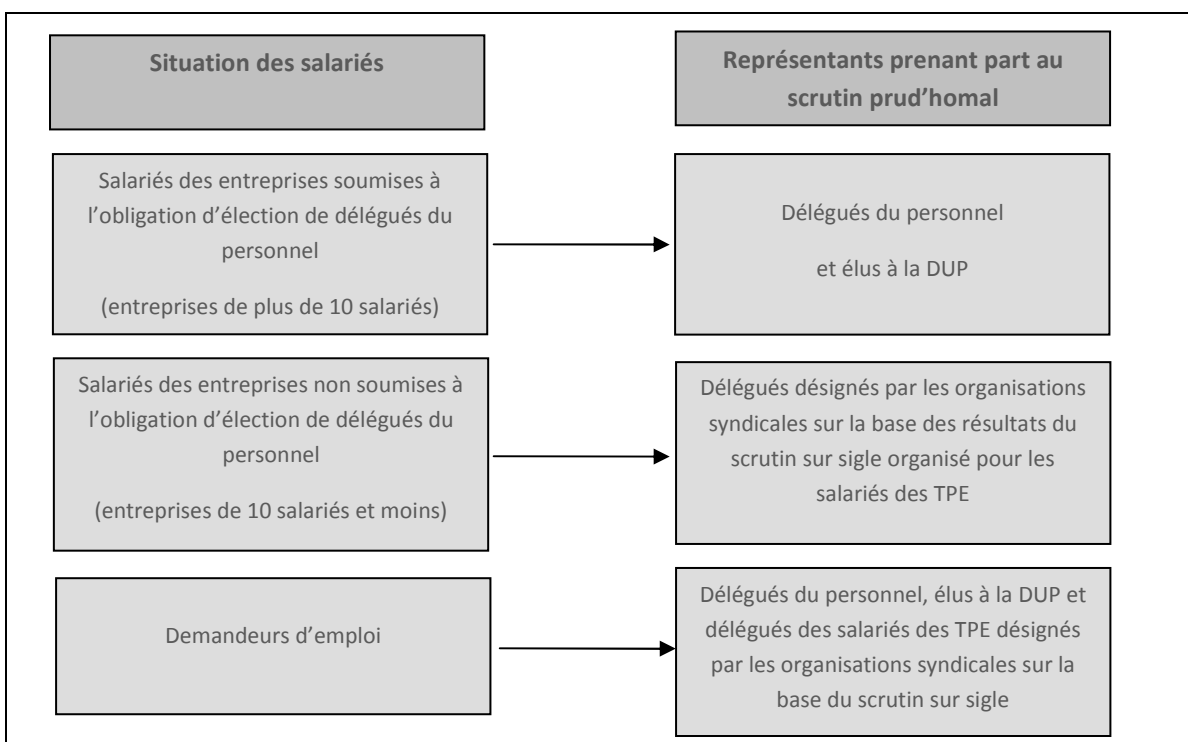 Situation des salariés
Représentants prenant part au
scrutin prud’homal
Salariés des entreprises soumises à
l’obligation d’élection de délégués du
personnel
(entreprises de plus de 10 salariés)
Délégués du personnel
et élus à la DUP
Salariés des entreprises non soumises à
l’obligation d’élection de délégués du
personnel
(entreprises de 10 salariés et moins)
Délégués désignés par les organisations
syndicales sur la base des résultats du
scrutin sur sigle organisé pour les
salariés des TPE
Demandeurs d’emploi
Délégués du personnel, élus à la DUP et
délégués des salariés des TPE désignés
par les organisations syndicales sur la
base du scrutin sur sigle